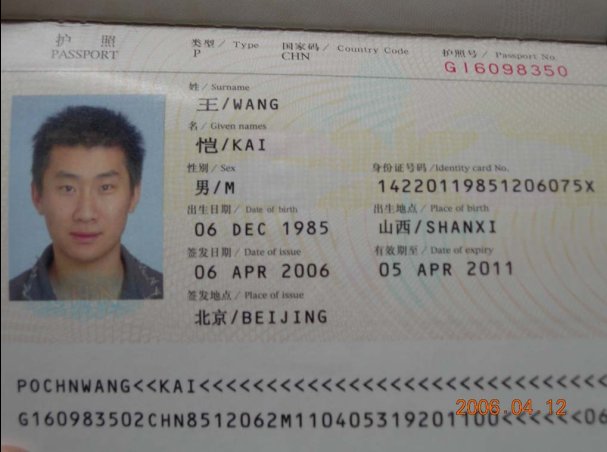 护 照
PASSPORT
类型 / Type
P
国家码 / Country Code
CHN
护照号 / Passport No.
G16098350
姓 / Surname
王/WANG
名 / Given names
恺/KAI
性别 / Sex
男/M
身份证号码 /Identity card No.
14220119851206075X
出生日期 / Date of birth
06 DEC 1985
出生地点 / Place of birth
山西/SHANXI
签发日期 / Date of issue
06 APR 2006
有效期至 / Date of expiry
05 APR 2011
签发地点 / Place of issue
北京/BEIJING
POCHNWANG<<KAI<<<<<<<<<<<<<<<<<<<<<<<<<<<<<<
G160983502CHN8512062M110405319201100<<<<<<06
2006.04.12